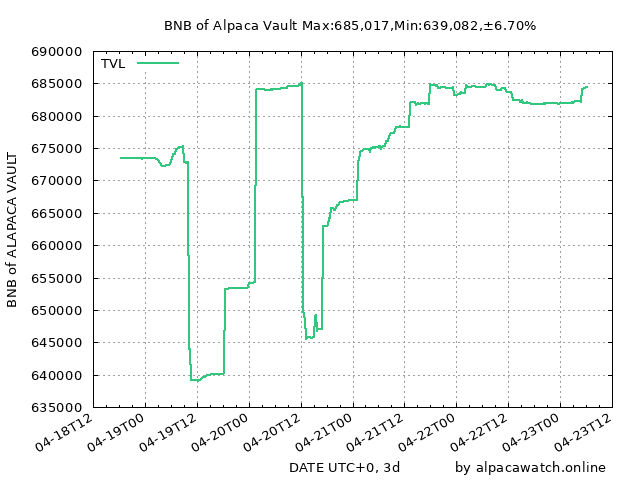 BNB of Alpaca Vault Max:685,017,Min:639,082,±6.70%
TVL
690000
685000
680000
675000
670000
665000
660000
655000
650000
645000
640000
635000
BNB of ALAPACA VAULT
04-18T12
04-19T00
04-19T12
04-20T00
04-20T12
04-21T00
04-21T12
04-22T00
04-22T12
04-23T00
04-23T12
DATE UTC+0, 3d
by alpacawatch.online